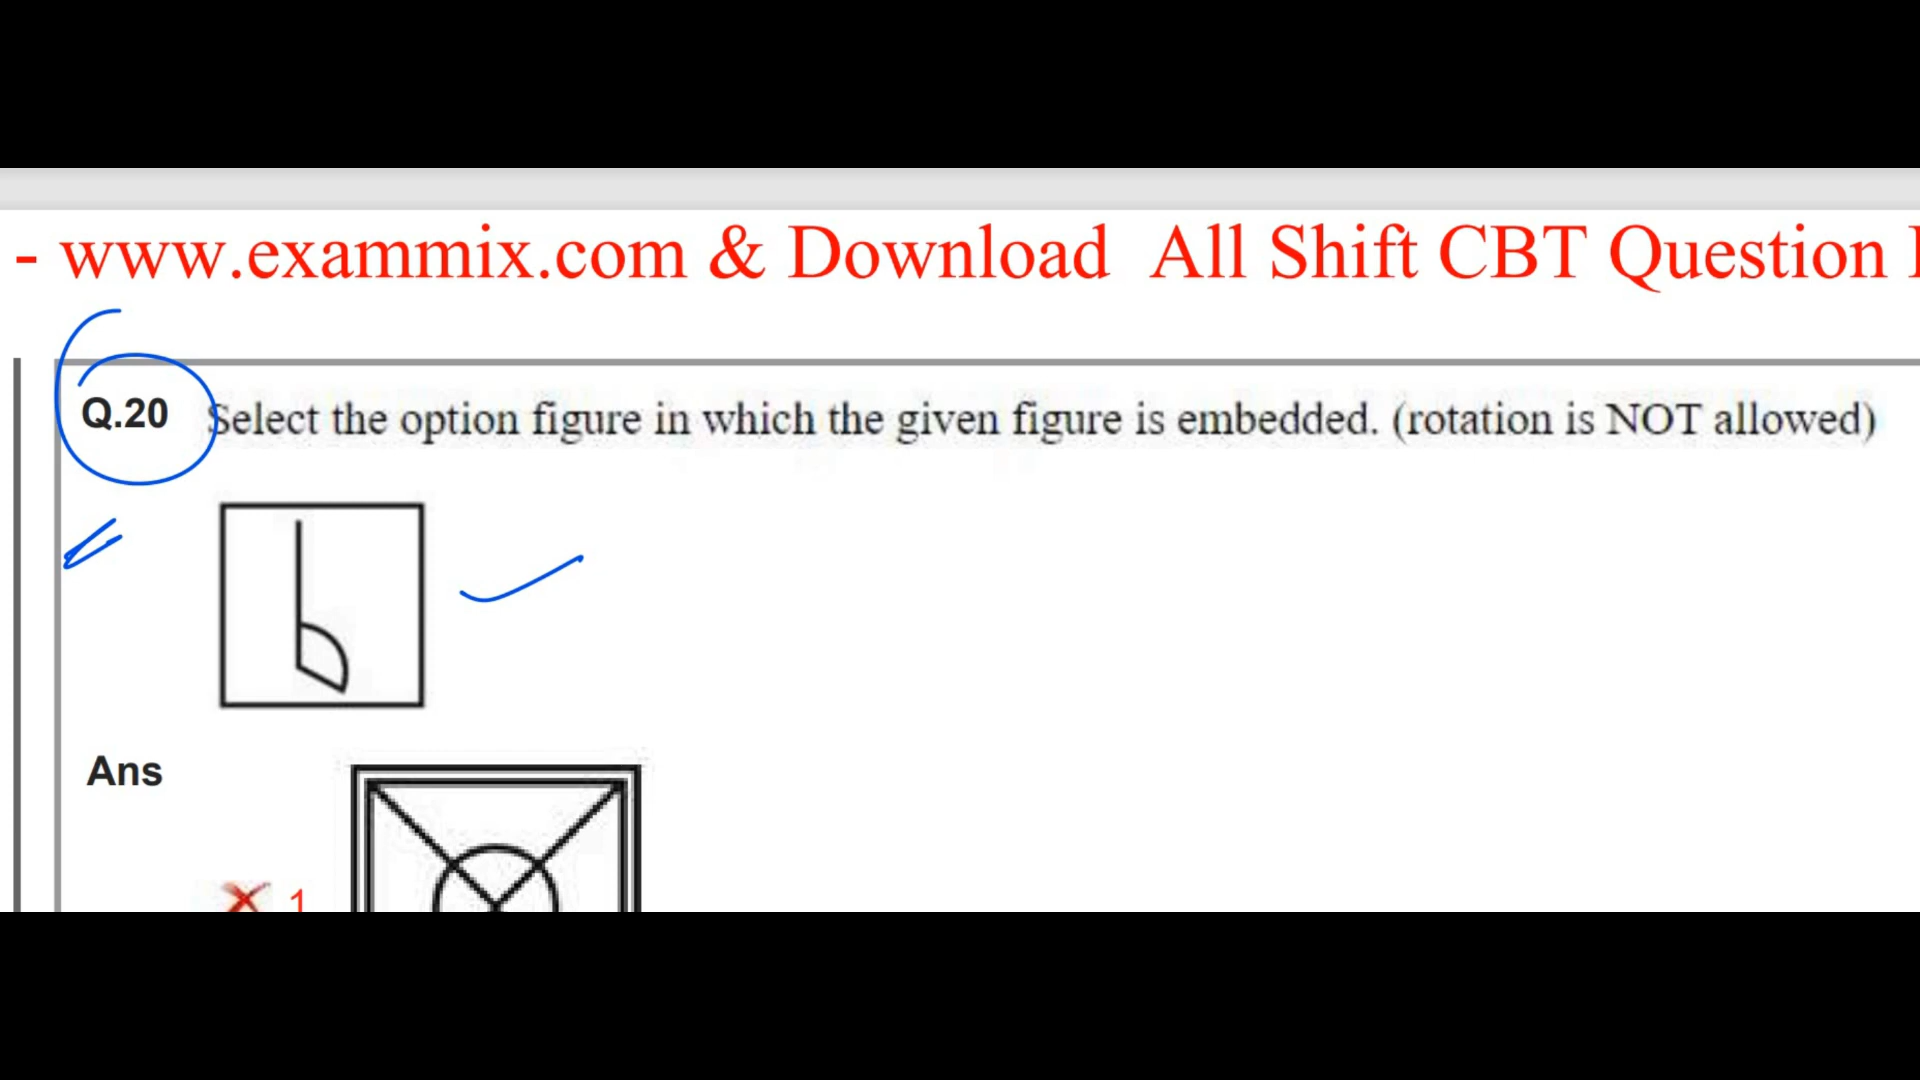 - www.exammix.com & Download All Shift CBT Question
Q.20 Select the option figure in which the given figure is embedded. (rotation is NOT allowed)
Ans
1